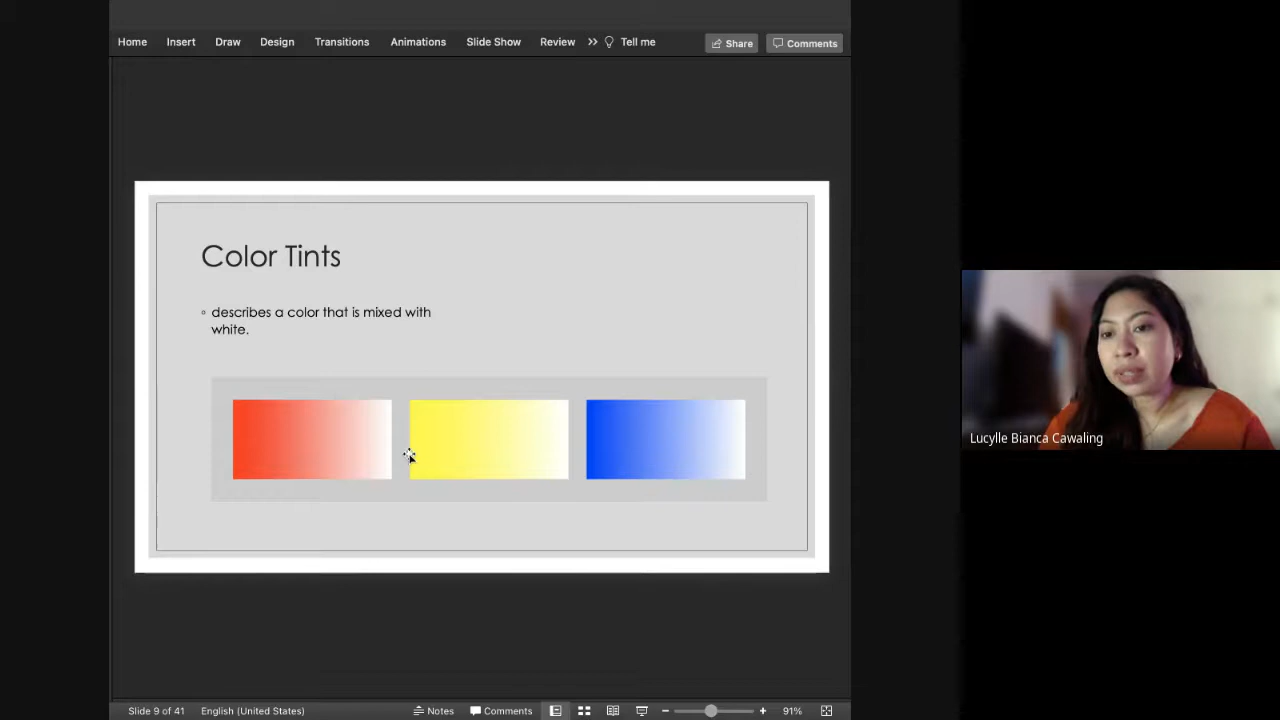 Home Insert Draw Design Transitions Animations Slide Show Review Tell me Share Comments
Color Tints
describes a color that is mixed with
white.
Lucylle Bianca Cawaling
Slide 9 of 41 English (United States) Notes Comments 91%